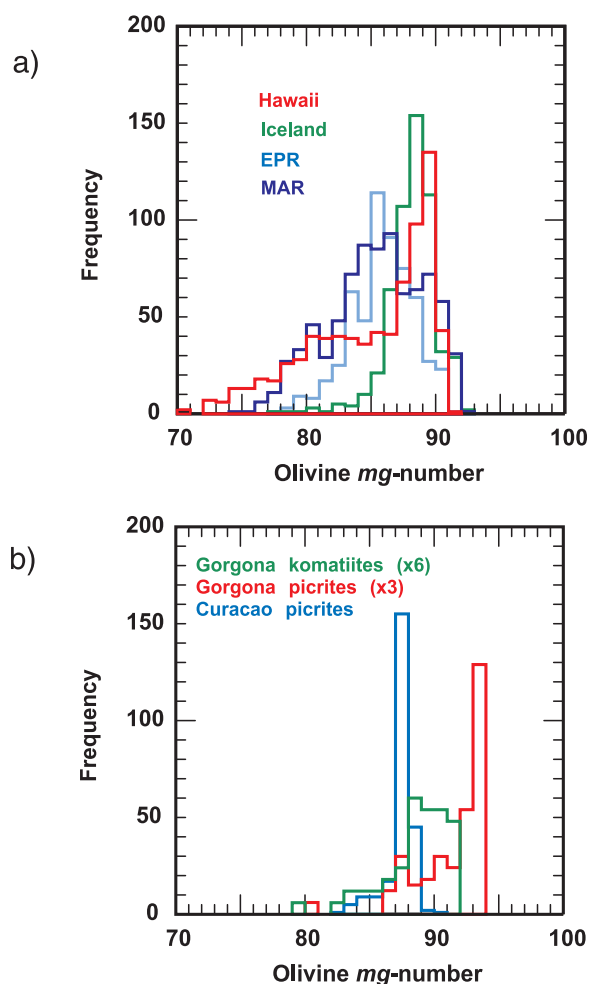 a)
200
150
100
50
0
Frequency
Hawaii
Iceland
EPR
MAR
70 80 90 100
Olivine mg-number
b)
200
150
100
50
0
Frequency
Gorgona komatiites (x6)
Gorgona picrites (x3)
Curacao picrites
70 80 90 100
Olivine mg-number